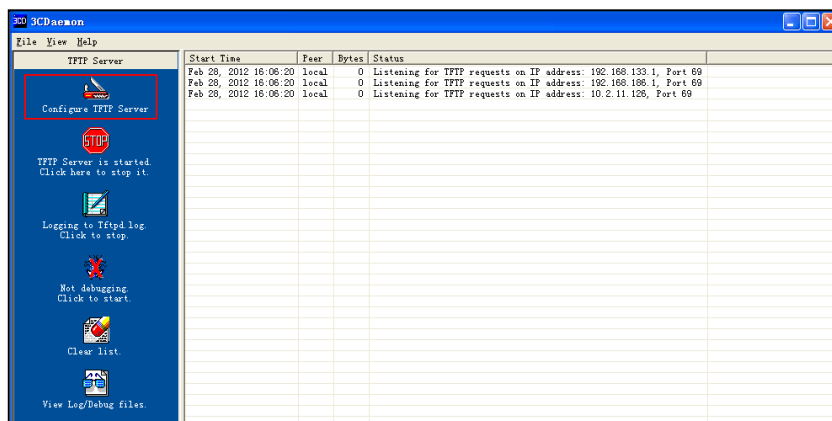 3CD 3CDaemon
File View Help
TFTP Server
Configure TFTP Server
STOP
TFTP Server is started.
Click here to stop it.
Logging to Tftpd.log.
Click to stop.
Not debugging.
Click to start.
Clear list.
View Log/Debug files.
Start Time Peer Bytes Status
Feb 28, 2012 16:06:20 local 0 Listening for TFTP requests on IP address: 192.168.133.1, Port 69
Feb 28, 2012 16:06:20 local 0 Listening for TFTP requests on IP address: 192.168.186.1, Port 69
Feb 28, 2012 16:06:20 local 0 Listening for TFTP requests on IP address: 10.2.11.126, Port 69